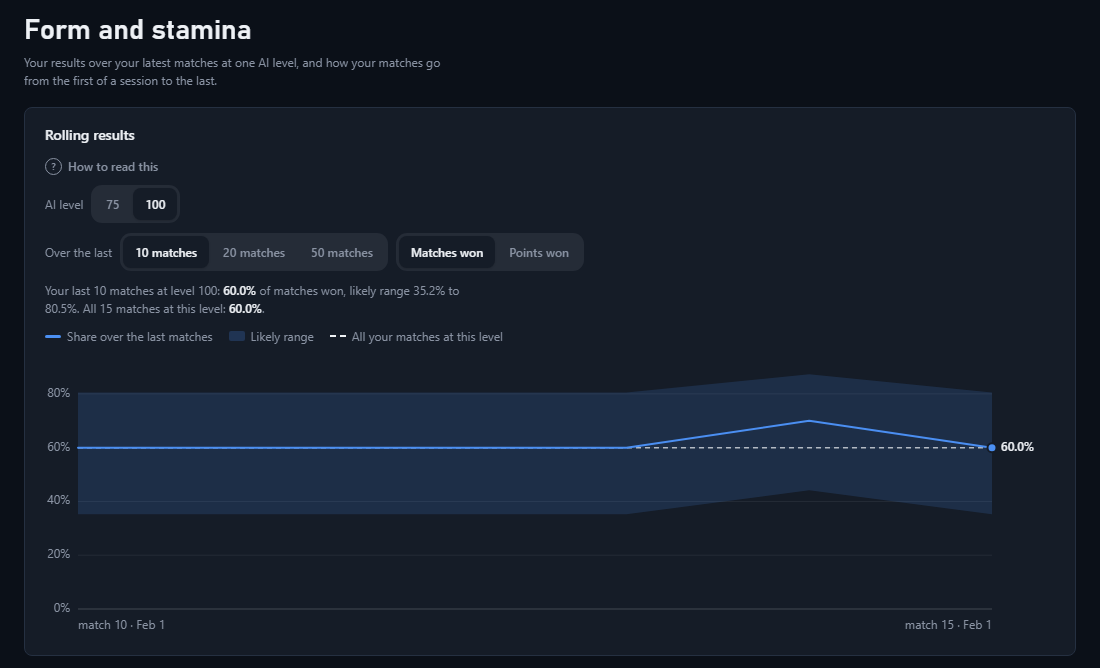 Form and stamina
Your results over your latest matches at one AI level, and how your matches go
from the first of a session to the last.
Rolling results
? How to read this
AI level 75 100
Over the last 10 matches 20 matches 50 matches Matches won Points won
Your last 10 matches at level 100: 60.0% of matches won, likely range 35.2% to
80.5%. All 15 matches at this level: 60.0%.
Share over the last matches Likely range All your matches at this level
80%
60% 60.0%
40%
20%
0%
match 10 · Feb 1 match 15 · Feb 1